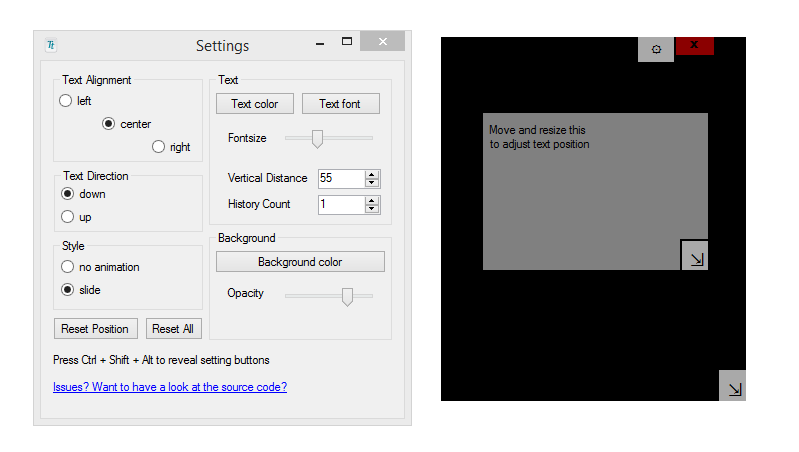 Settings
Text Alignment
left
center
right
Text Direction
down
up
Style
no animation
slide
Reset Position Reset All
Text
Text color Text font
Fontsize
Vertical Distance 55
History Count 1
Background
Background color
Opacity
Press Ctrl + Shift + Alt to reveal setting buttons
Issues? Want to have a look at the source code?
x
Move and resize this
to adjust text position